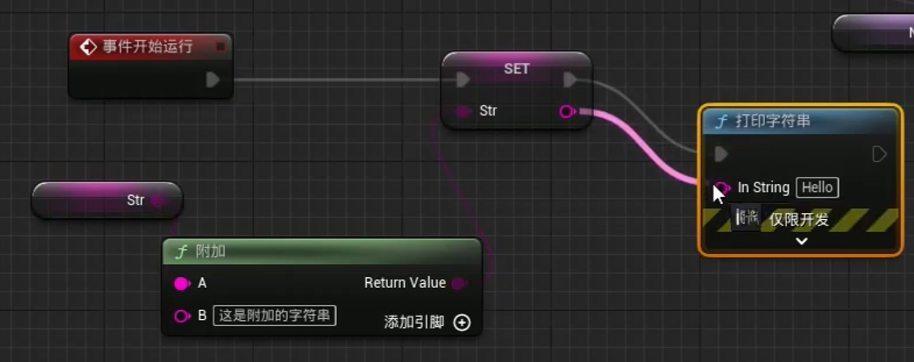 事件开始运行
SET
Str
打印字符串
In String Hello
仅限开发
Str
附加
A
Return Value
B 这是附加的字符串
添加引脚